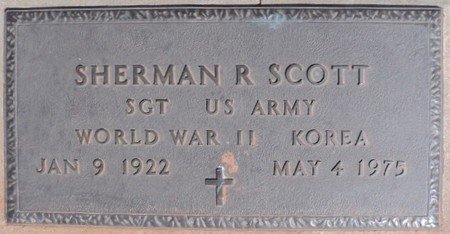 SHERMAN R SCOTT
SGT US ARMY
WORLD WAR II KOREA
JAN 9 1922 MAY 4 1975